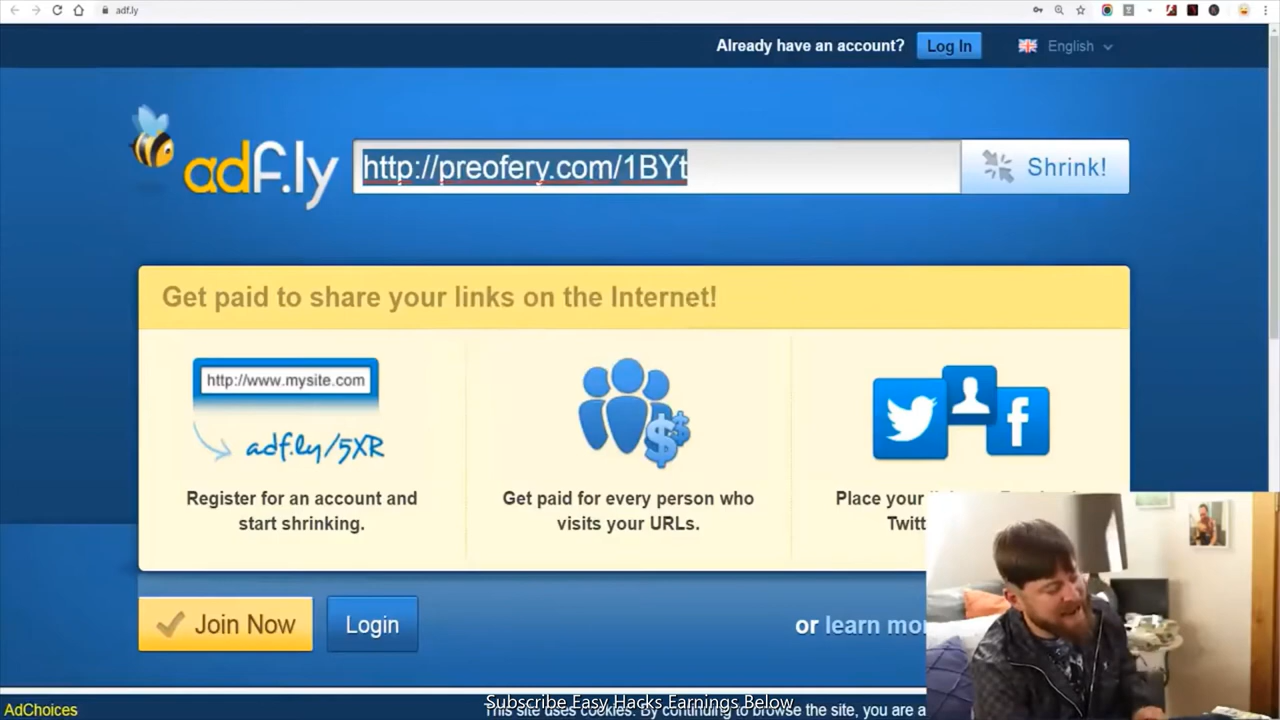 adf.ly
Already have an account? Log In English
adf.ly http://preofery.com/1BYt Shrink!
Get paid to share your links on the Internet!
http://www.mysite.com
adf.ly/5XR
Register for an account and
start shrinking.
Get paid for every person who
visits your URLs.
Place your
Join Now
Login
or learn
AdChoices
This site uses cookies. By continuing to browse the site, you are a
Subscribe Easy Hacks Earnings Below